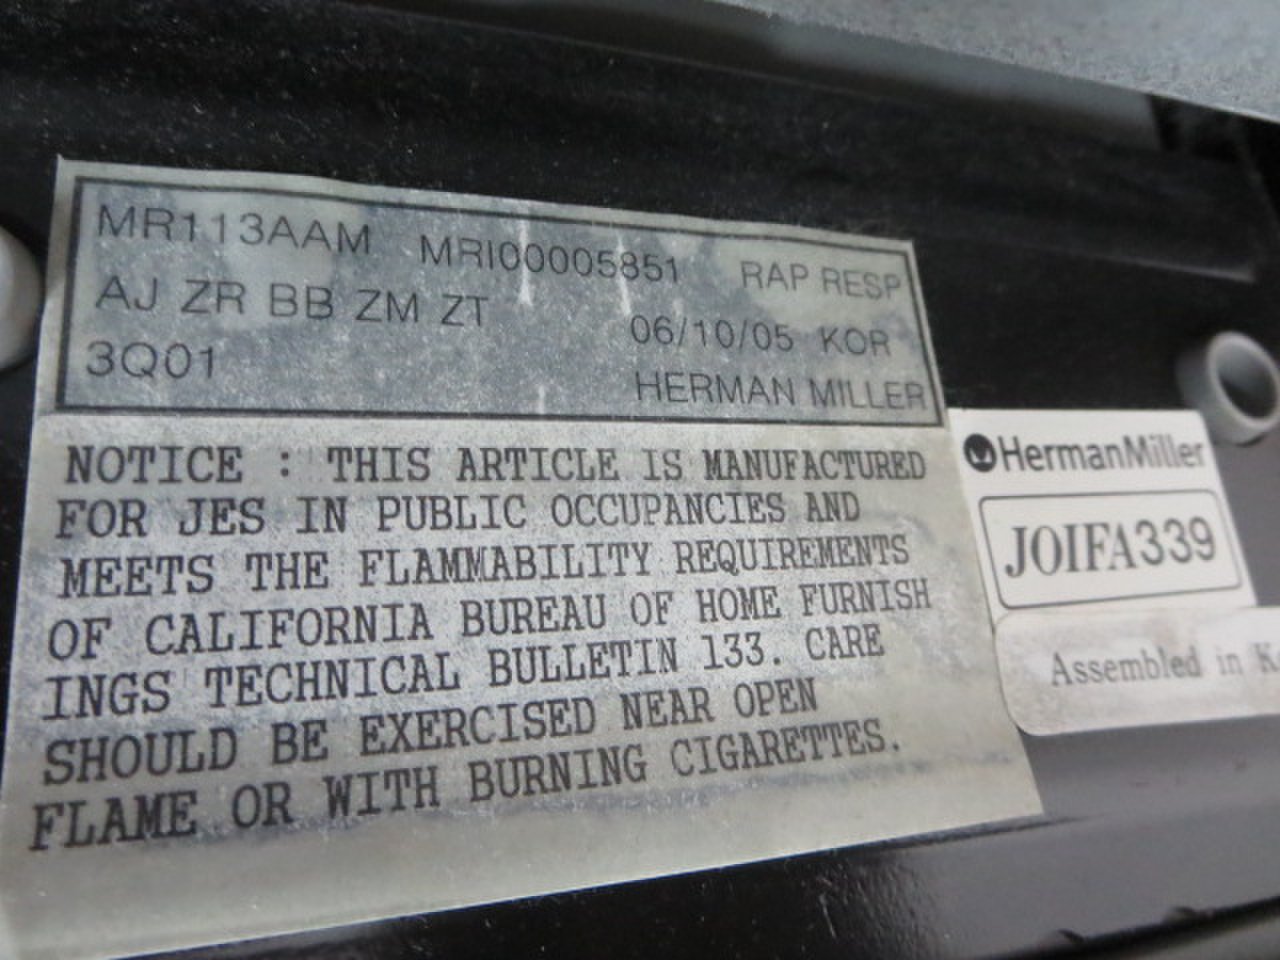 MR113AAM MRI00005851 RAP RESP
AJ ZR BB ZM ZT 06/10/05 KOR
3Q01 HERMAN MILLER
NOTICE : THIS ARTICLE IS MANUFACTURED
FOR JES IN PUBLIC OCCUPANCIES AND
MEETS THE FLAMMABILITY REQUIREMENTS
OF CALIFORNIA BUREAU OF HOME FURNISH
INGS TECHNICAL BULLETIN 133. CARE
SHOULD BE EXERCISED NEAR OPEN
FLAME OR WITH BURNING CIGARETTES.
HermanMiller
JOIFA339
Assembled in